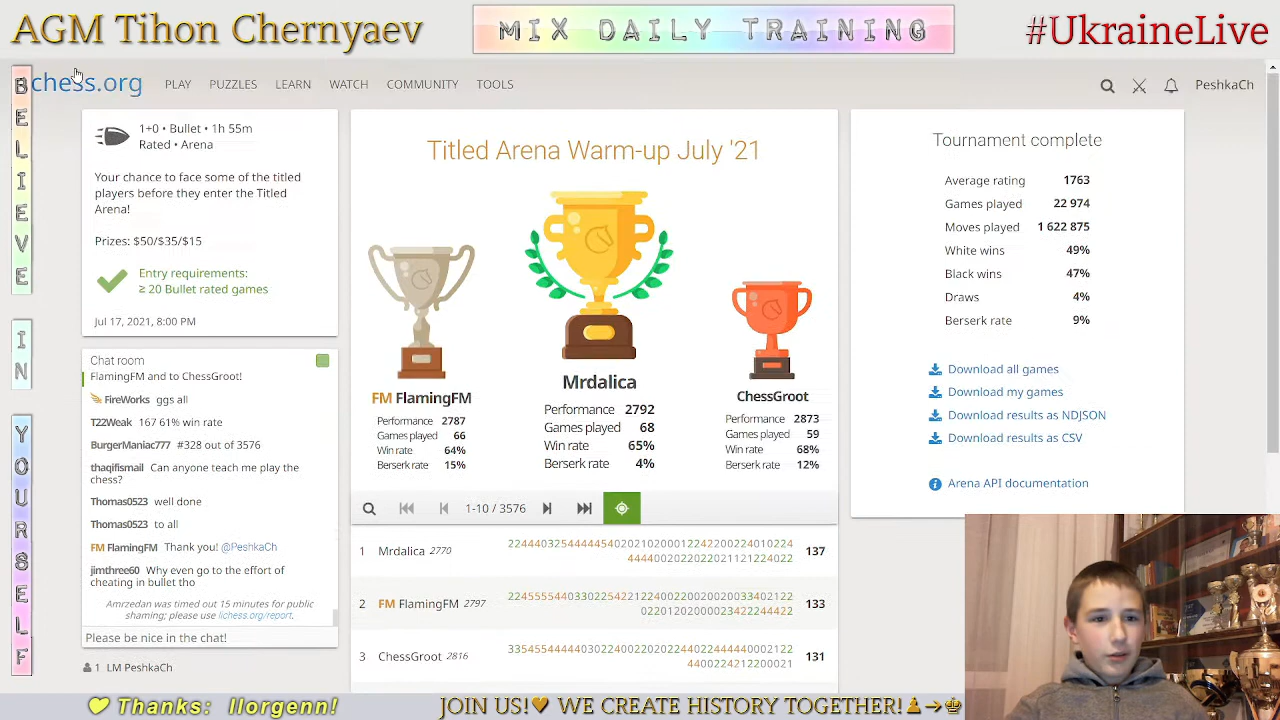 AGM Tihon Chernyaev
MIX DAILY TRAINING
#UkraineLive
BELIEVE
IN
YOURSELF
chess.org
PLAY
PUZZLES
LEARN
WATCH
COMMUNITY
TOOLS
PeshkaCh
1+0 • Bullet • 1h 55m
Rated • Arena
Your chance to face some of the titled
players before they enter the Titled
Arena!
Prizes: $50/$35/$15
Entry requirements:
≥ 20 Bullet rated games
Jul 17, 2021, 8:00 PM
Chat room
FlamingFM and to ChessGroot!
FireWorks ggs all
T22Weak 167 61% win rate
BurgerManiac777 #328 out of 3576
thaqifismail Can anyone teach me play the
chess?
Thomas0523 well done
Thomas0523 to all
FM FlamingFM Thank you! @PeshkaCh
jimthree60 Why even go to the effort of
cheating in bullet tho
Amrzedan was timed out 15 minutes for public
shaming; please use lichess.org/report.
Please be nice in the chat!
1 LM PeshkaCh
Titled Arena Warm-up July '21
FM FlamingFM
Performance 2787
Games played 66
Win rate 64%
Berserk rate 15%
Mrdalica
Performance 2792
Games played 68
Win rate 65%
Berserk rate 4%
ChessGroot
Performance 2873
Games played 59
Win rate 68%
Berserk rate 12%
1-10 / 3576
1 Mrdalica 2770
137
2 FM FlamingFM 2797
133
3 ChessGroot 2816
131
Tournament complete
Average rating 1763
Games played 22 974
Moves played 1 622 875
White wins 49%
Black wins 47%
Draws 4%
Berserk rate 9%
Download all games
Download my games
Download results as NDJSON
Download results as CSV
Arena API documentation
Thanks: llorgenn!
JOIN US!♥ WE CREATE HISTORY TOGETHER!♟→♚